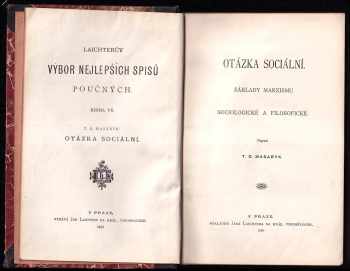 LAICHTERŮV
VÝBOR NEJLEPŠÍCH SPISŮ
POUČNÝCH.
KNIHA VII.
T. G. MASARYK:
OTÁZKA SOCIÁLNÍ.
V PRAZE.
OTÁZKA SOCIÁLNÍ.
ZÁKLADY MARXISMU
SOCIOLOGICKÉ A FILOSOFICKÉ.
Napsal
T. G. MASARYK.
V PRAZE.